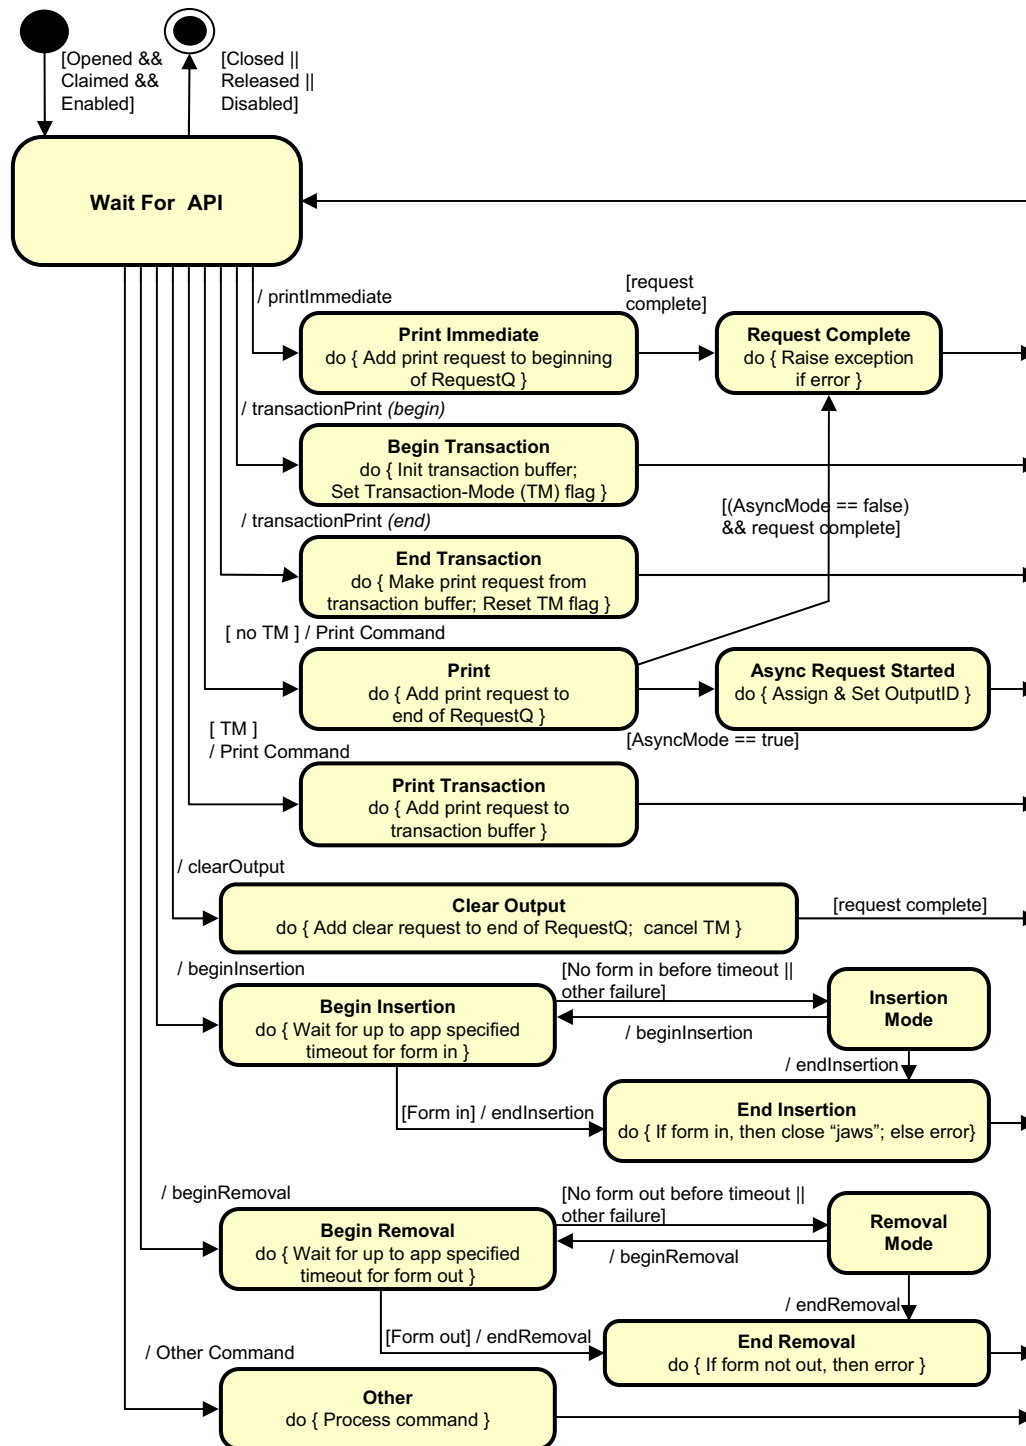 [Opened &&
Claimed &&
Enabled]
[Closed ||
Released ||
Disabled]
Wait For API
/ printImmediate
[request
complete]
Print Immediate
do { Add print request to beginning
of RequestQ }
Request Complete
do { Raise exception
if error }
/ transactionPrint (begin)
Begin Transaction
do { Init transaction buffer;
Set Transaction-Mode (TM) flag }
[(AsyncMode == false)
&& request complete]
/ transactionPrint (end)
End Transaction
do { Make print request from
transaction buffer; Reset TM flag }
[ no TM ] / Print Command
Print
do { Add print request to
end of RequestQ }
Async Request Started
do { Assign & Set OutputID }
[AsyncMode == true]
[ TM ]
/ Print Command
Print Transaction
do { Add print request to
transaction buffer }
/ clearOutput
Clear Output
do { Add clear request to end of RequestQ; cancel TM }
[request complete]
/ beginInsertion
Begin Insertion
do { Wait for up to app specified
timeout for form in }
[No form in before timeout ||
other failure]
/ beginInsertion
Insertion
Mode
/ endInsertion
[Form in] / endInsertion
End Insertion
do { If form in, then close “jaws”; else error}
/ beginRemoval
Begin Removal
do { Wait for up to app specified
timeout for form out }
[No form out before timeout ||
other failure]
/ beginRemoval
Removal
Mode
/ endRemoval
[Form out] / endRemoval
End Removal
do { If form not out, then error }
/ Other Command
Other
do { Process command }